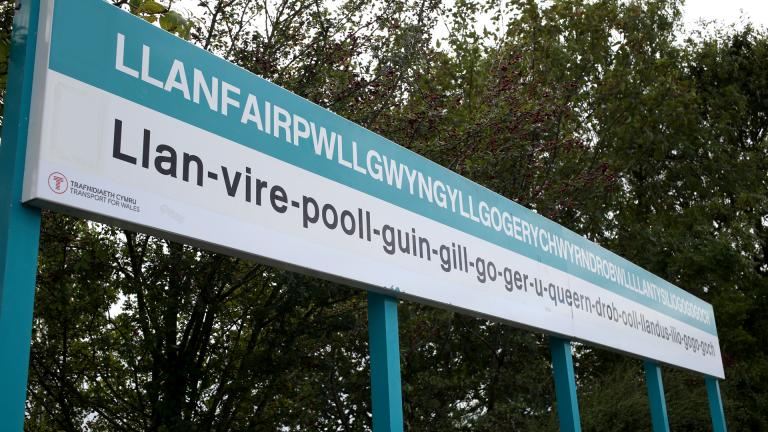 LLANFAIRPWLLGWYNGYLLGOGERYCHWYRNDROBWLLLLANTYSILIOGOGOGOCH
Llan-vire-pooll-guin-gill-go-ger-u-queern-drob-ooll-llandus-ilio-gogo-goch
TRAFNIDIAETH CYMRU
TRANSPORT FOR WALES